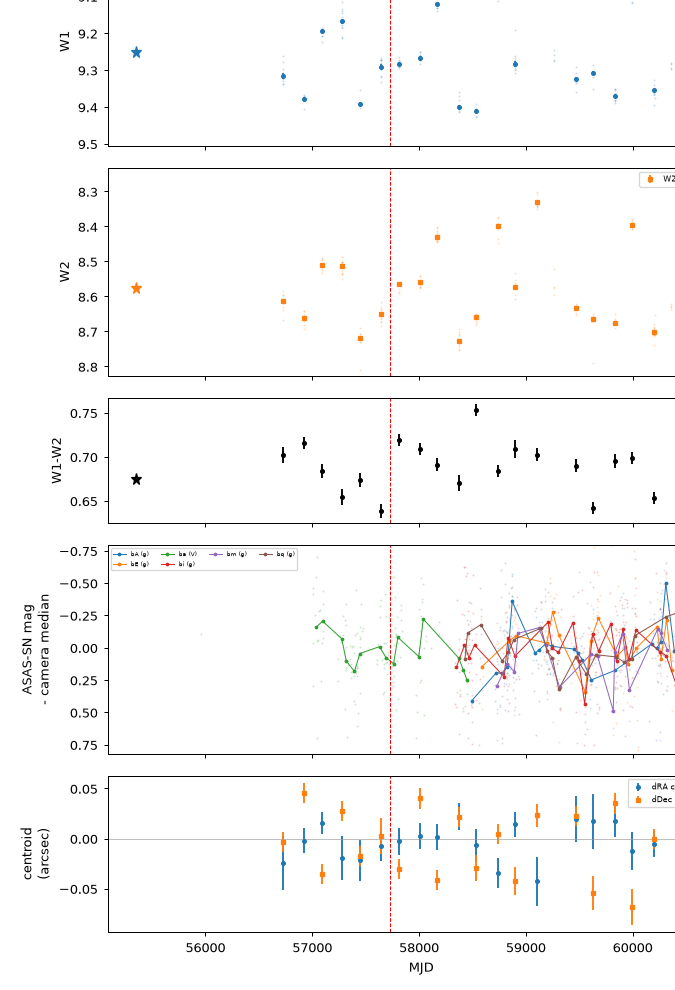 9.1
9.2
9.3
9.4
9.5
W1
8.3
8.4
8.5
8.6
8.7
8.8
W2
W2
0.75
0.70
0.65
W1-W2
−0.75
−0.50
−0.25
0.00
0.25
0.50
0.75
ASAS-SN mag
- camera median
bA (g)
bE (g)
ba (V)
bi (g)
bm (g)
bq (g)
0.05
0.00
−0.05
centroid
(arcsec)
dRA c
dDec
56000
57000
58000
59000
60000
MJD